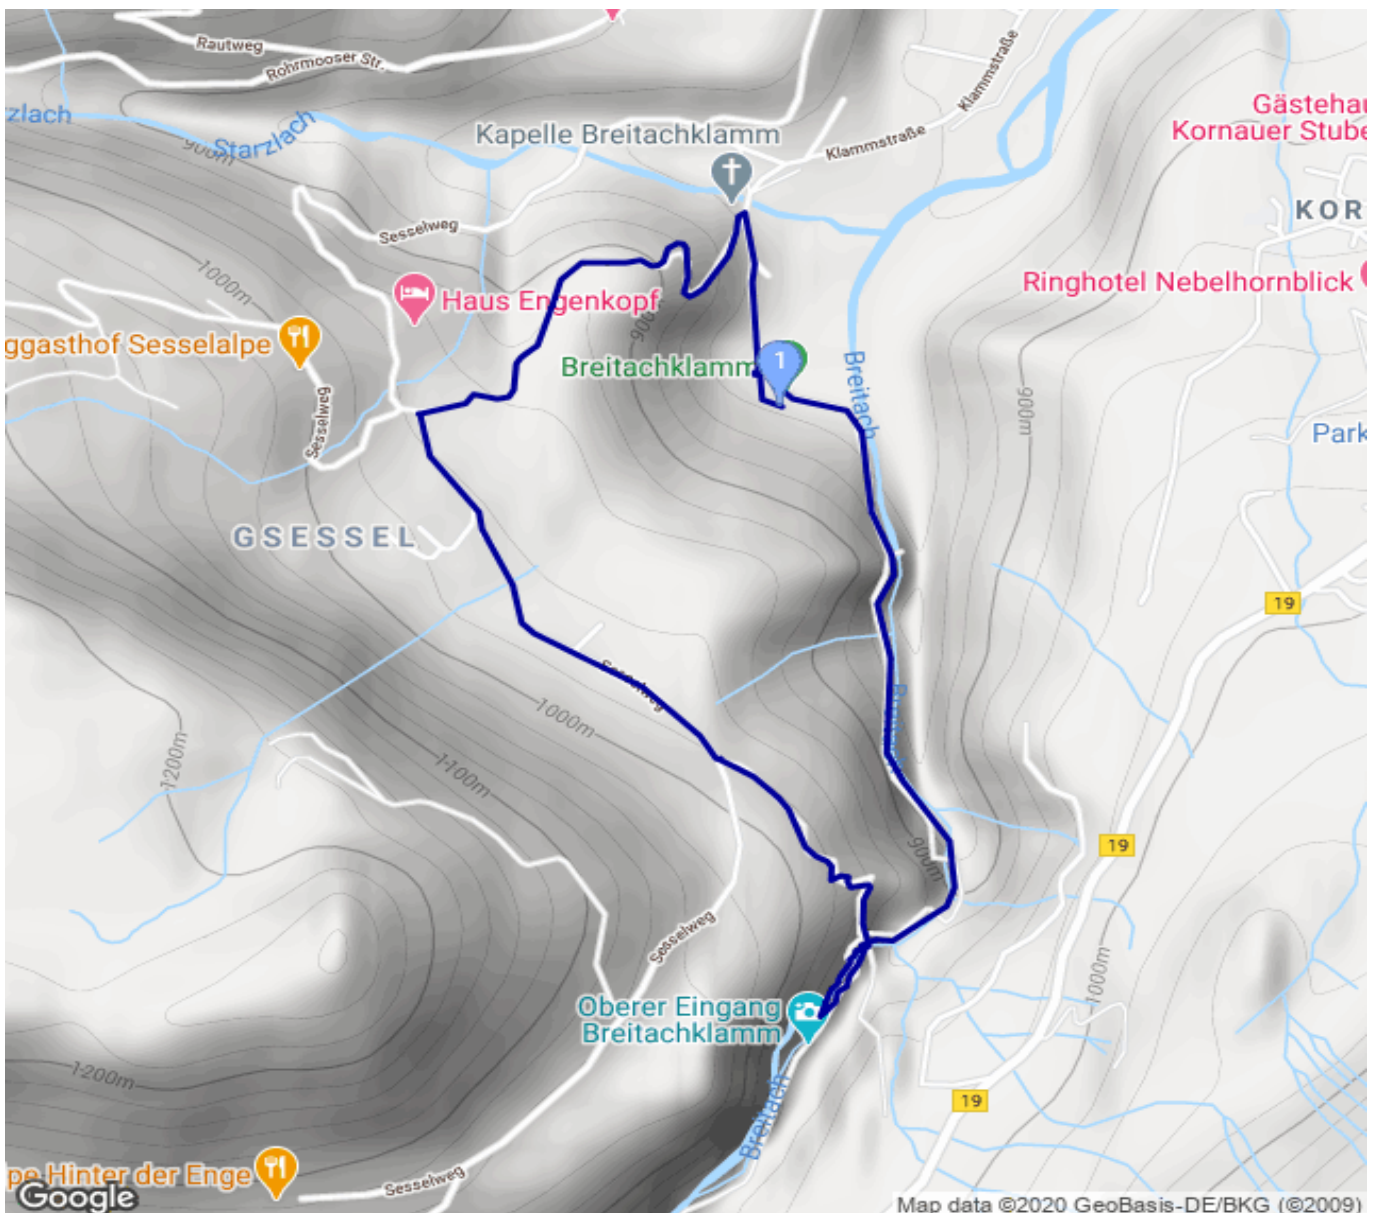 Rautweg
Rohrmooser Str.
Klammstraße
zlach
Starzlach
900m
Kapelle Breitachklamm
Klammstraße
Gästehau
Kornauer Stube
KOR
Sesselweg
1000m
Haus Engenkopf
Ringhotel Nebelhornblick
ggasthof Sesselalpe
900
Breitachklamm
1
Breitach
900m
Sesselweg
Park
GSESSEL
19
Sesselweg
1000m
1200m
1100m
19
900m
Sesselweg
1000m
Oberer Eingang
Breitachklamm
1200m
19
Breitach
pe Hinter der Enge
Sesselweg
Google
Map data ©2020 GeoBasis-DE/BKG (©2009)